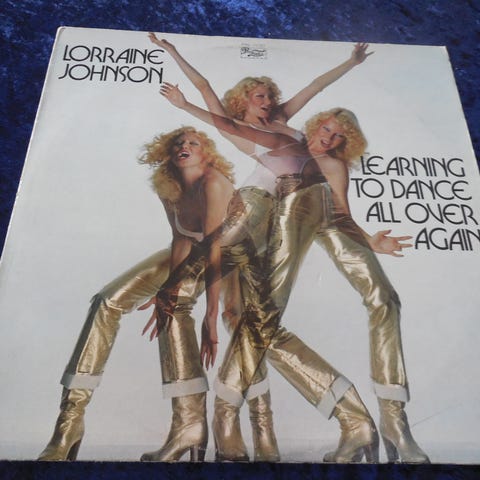 LORRAINE
JOHNSON
LEARNING
TO DANCE
ALL OVER
AGAIN